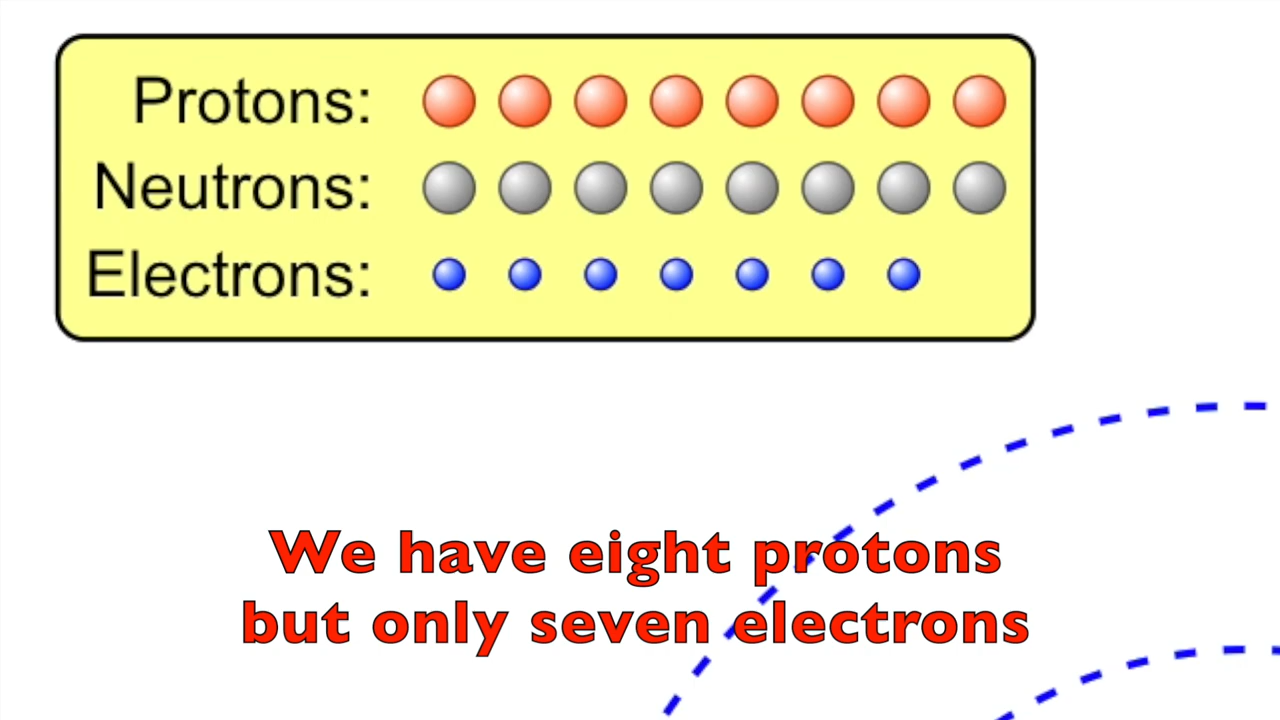 Protons:
Neutrons:
Electrons:
We have eight protons
but only seven electrons